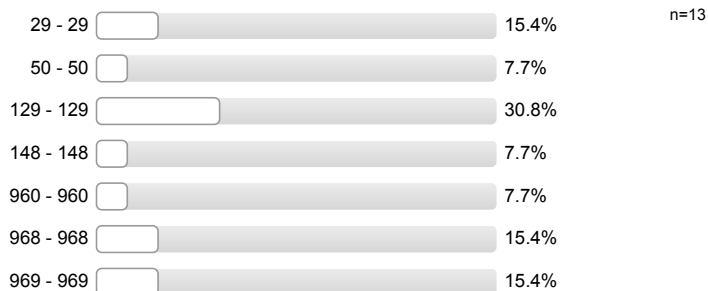 29 - 29 15.4% n=13
50 - 50 7.7%
129 - 129 30.8%
148 - 148 7.7%
960 - 960 7.7%
968 - 968 15.4%
969 - 969 15.4%